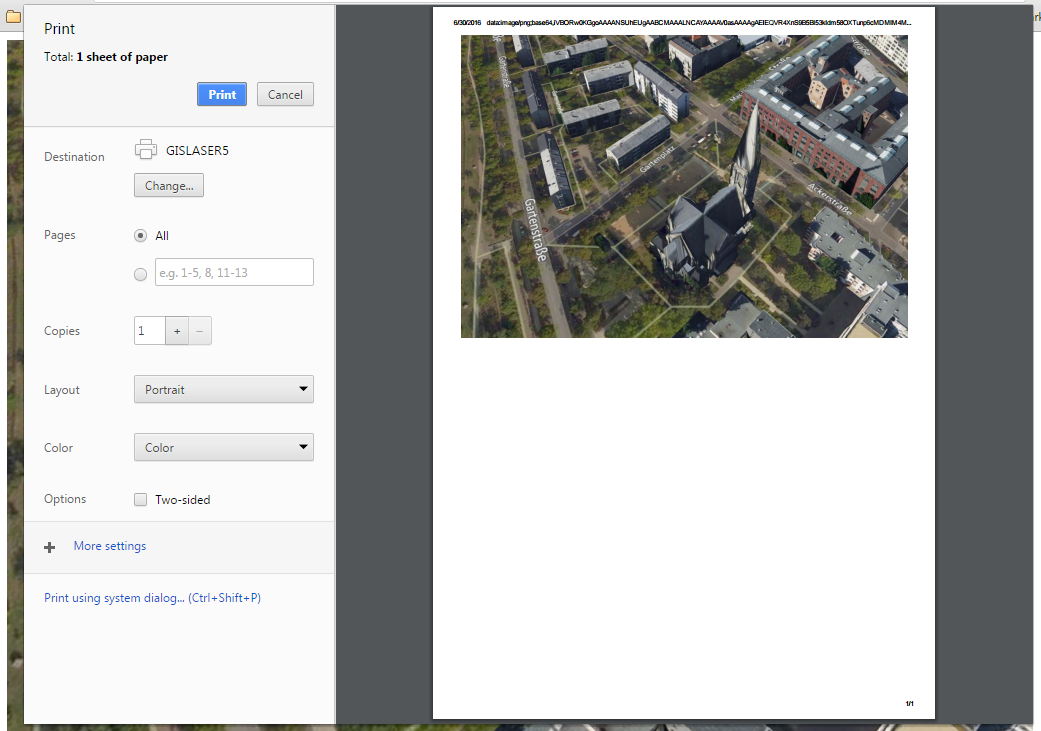 Print
Total: 1 sheet of paper
Print
Cancel
Destination
GISLASER5
Change...
Pages
All
e.g. 1-5, 8, 11-13
Copies
1
+
−
Layout
Portrait
Color
Color
Options
Two-sided
More settings
Print using system dialog... (Ctrl+Shift+P)
6/30/2016
Gartenstraße
Gartenplatz
Ackerstraße
Gartenstraße
1/1